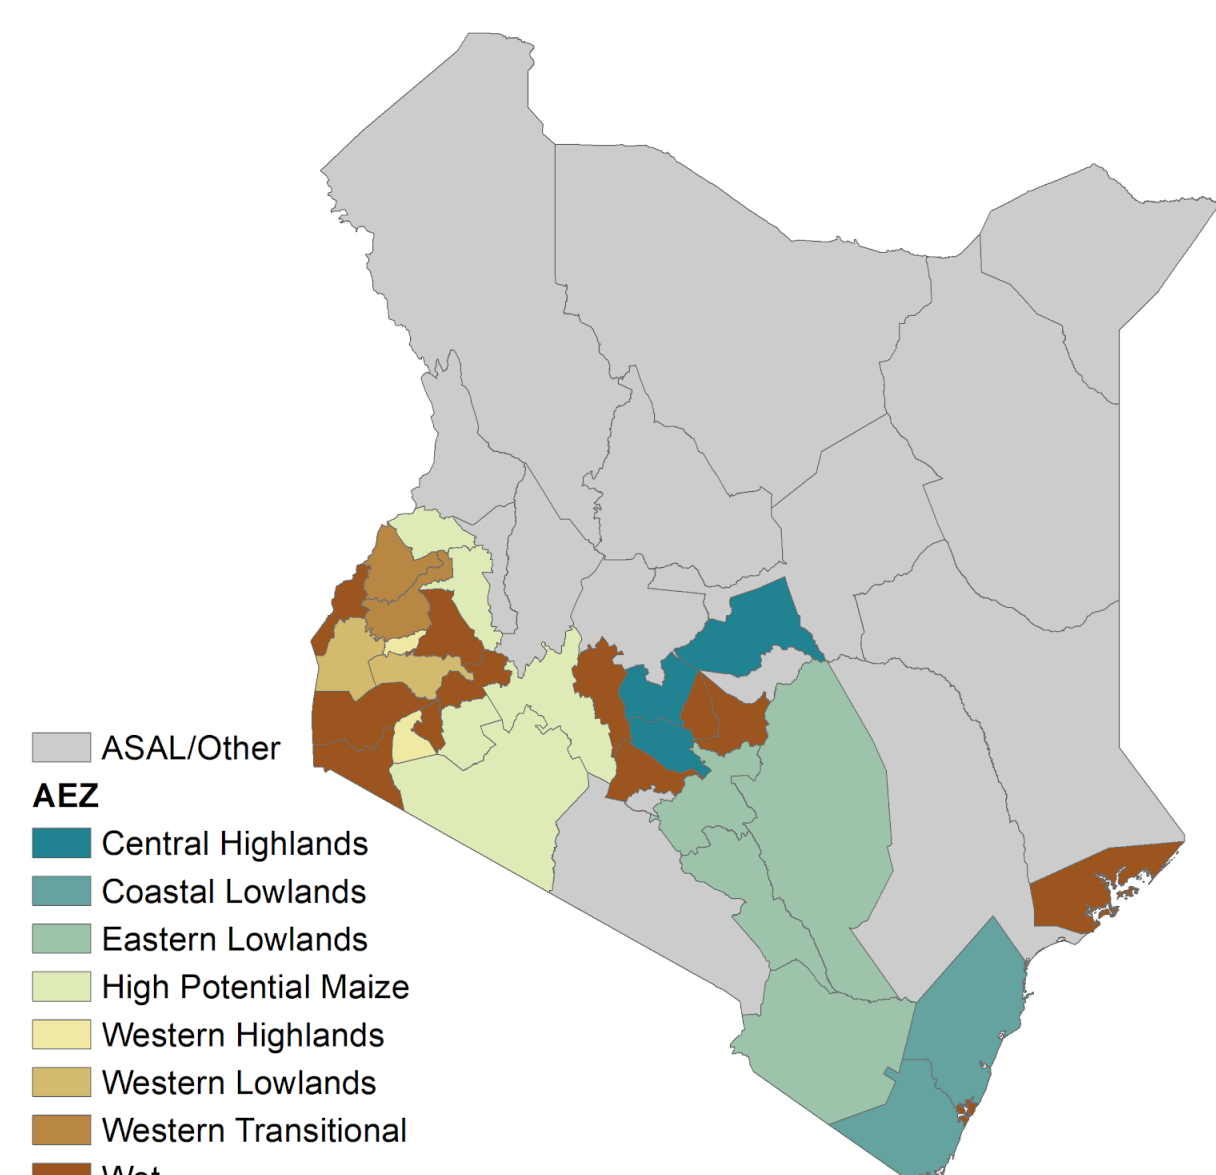 ASAL/Other
AEZ
Central Highlands
Coastal Lowlands
Eastern Lowlands
High Potential Maize
Western Highlands
Western Lowlands
Western Transitional